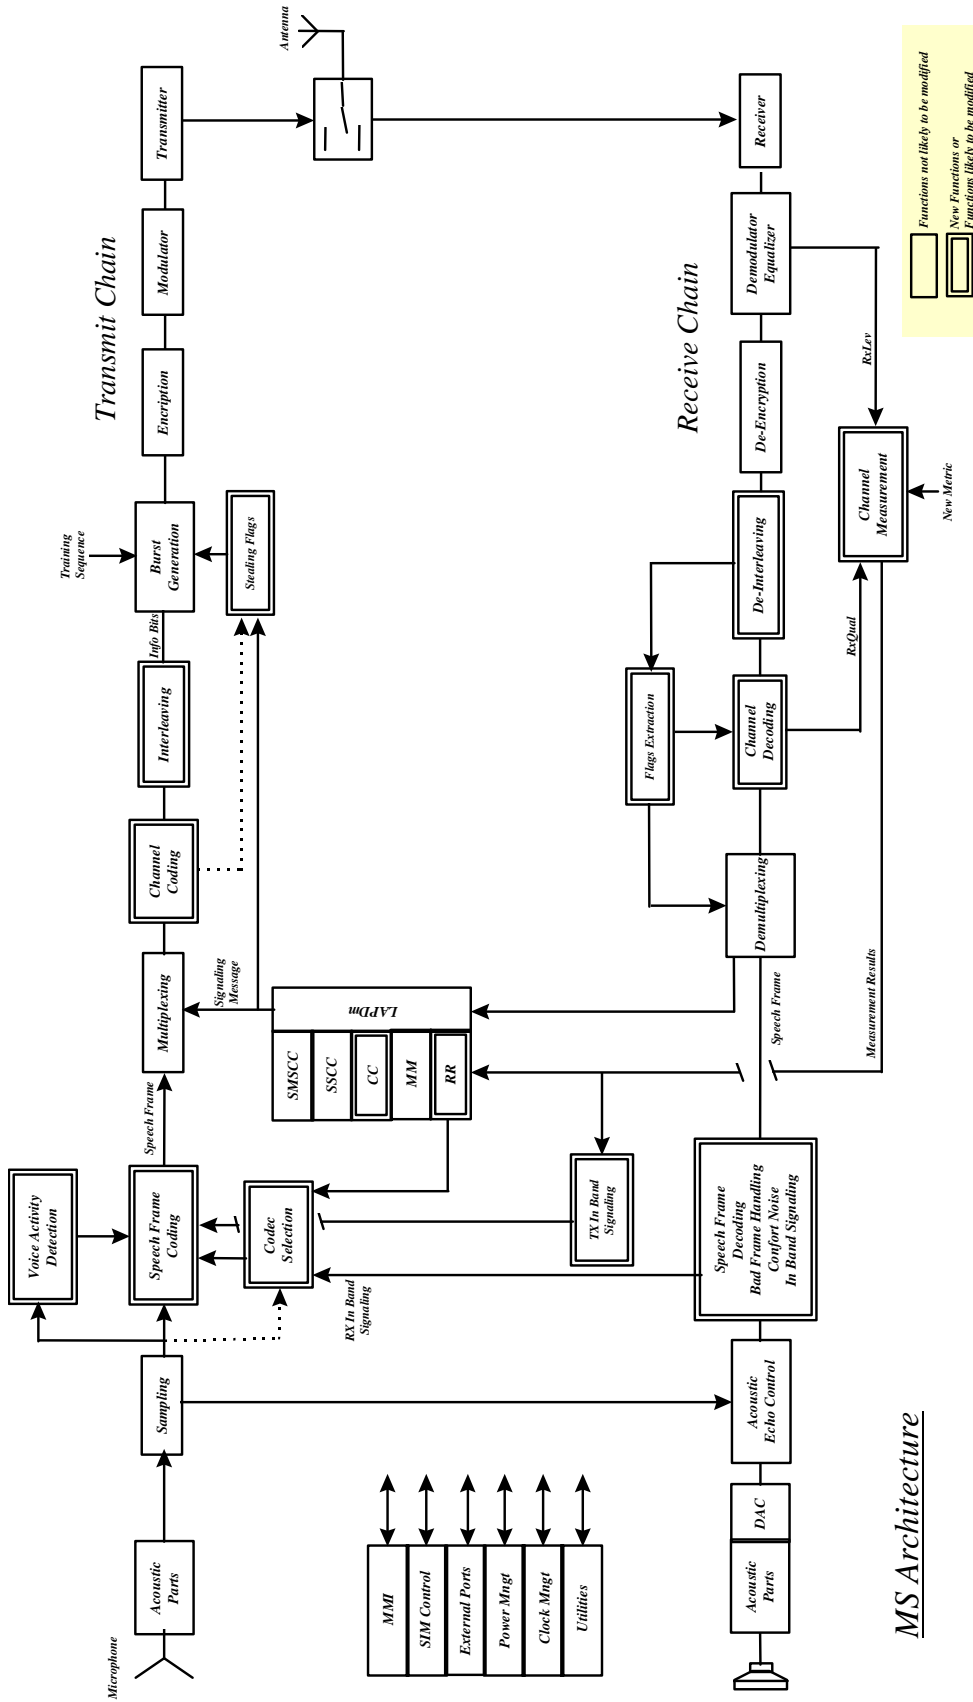 Microphone
Acoustic
Parts
Sampling
Voice Activity
Detection
Speech Frame
Coding
Speech Frame
Multiplexing
Channel
Coding
Interleaving
Info Bits
Training
Sequence
Burst
Generation
Encription
Modulator
Transmitter
Transmit Chain
Antenna
Codec
Selection
RX In Band
Signaling
Signaling
Message
Stealing Flags
SMSCC
SSCC
CC
MM
RR
LAPDm
TX In Band
Signaling
MMI
SIM Control
External Ports
Power Mngt
Clock Mngt
Utilities
Receive Chain
Flags Extraction
Acoustic
Parts
DAC
Acoustic
Echo Control
Speech Frame
Decoding
Bad Frame Handling
Confort Noise
In Band Signaling
Speech Frame
Demultiplexing
Channel
Decoding
De-Interleaving
De-Encryption
Demodulator
Equalizer
Receiver
Measurement Results
RxQual
Channel
Measurement
RxLev
New Metric
MS Architecture
Functions not likely to be modified
New Functions or
Functions likely to be modified